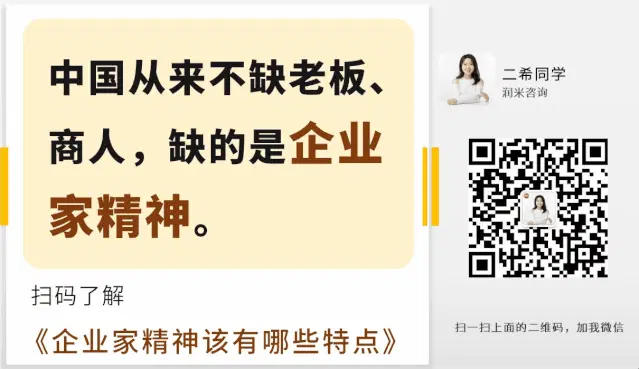 中国从来不缺老板、
商人，缺的是企业
家精神。
扫码了解
《企业家精神该有哪些特点》
二希同学
润米咨询
扫一扫上面的二维码，加我微信